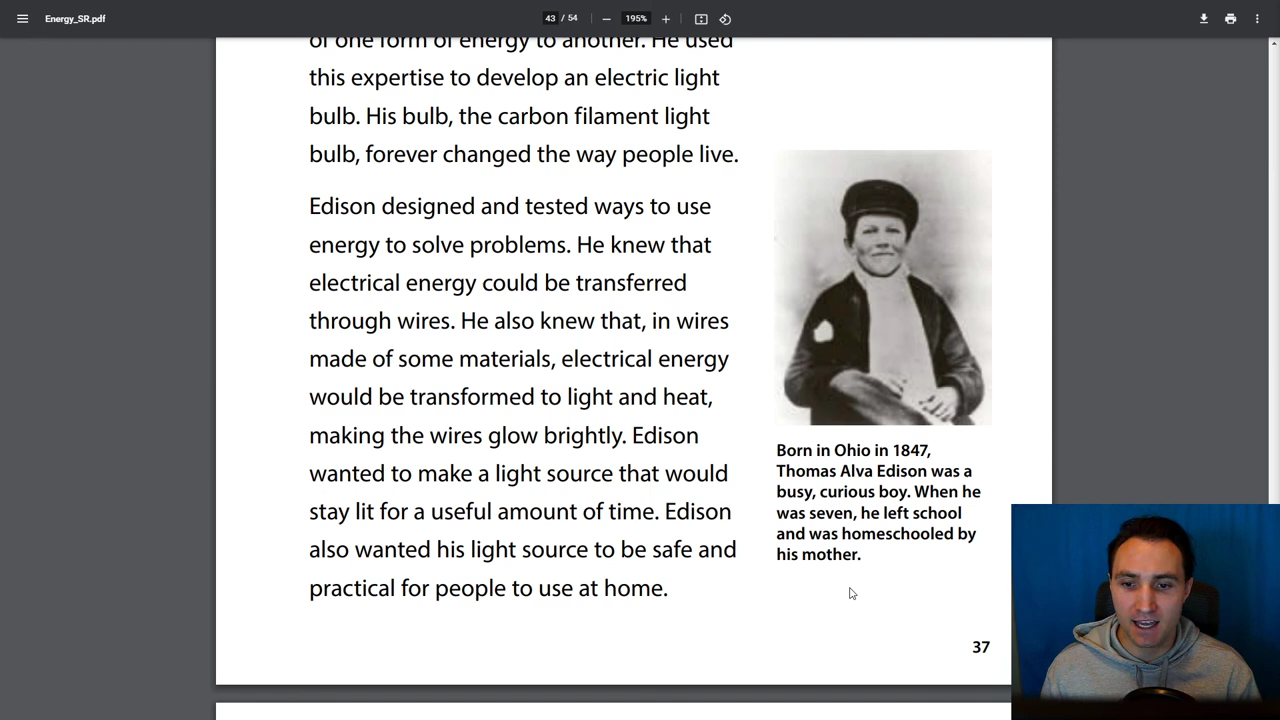 Energy_SR.pdf
43 / 54
195%
of one form of energy to another. He used
this expertise to develop an electric light
bulb. His bulb, the carbon filament light
bulb, forever changed the way people live.
Edison designed and tested ways to use
energy to solve problems. He knew that
electrical energy could be transferred
through wires. He also knew that, in wires
made of some materials, electrical energy
would be transformed to light and heat,
making the wires glow brightly. Edison
wanted to make a light source that would
stay lit for a useful amount of time. Edison
also wanted his light source to be safe and
practical for people to use at home.
Born in Ohio in 1847,
Thomas Alva Edison was a
busy, curious boy. When he
was seven, he left school
and was homeschooled by
his mother.
37